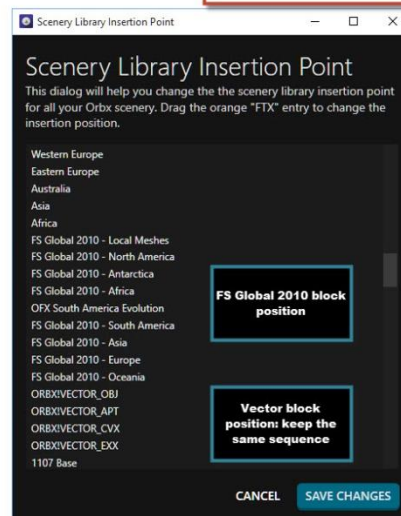 Scenery Library Insertion Point
Scenery Library Insertion Point
This dialog will help you change the the scenery library insertion point
for all your Orbx scenery. Drag the orange "FTX" entry to change the
insertion position.
Western Europe
Eastern Europe
Australia
Asia
Africa
FS Global 2010 - Local Meshes
FS Global 2010 - North America
FS Global 2010 - Antarctica
FS Global 2010 - Africa
OFX South America Evolution
FS Global 2010 - South America
FS Global 2010 - Asia
FS Global 2010 - Europe
FS Global 2010 - Oceania
ORBX!VECTOR_OBJ
ORBX!VECTOR_APT
ORBX!VECTOR_CVX
ORBX!VECTOR_EXX
1107 Base
FS Global 2010 block
position
Vector block
position: keep the
same sequence
CANCEL
SAVE CHANGES